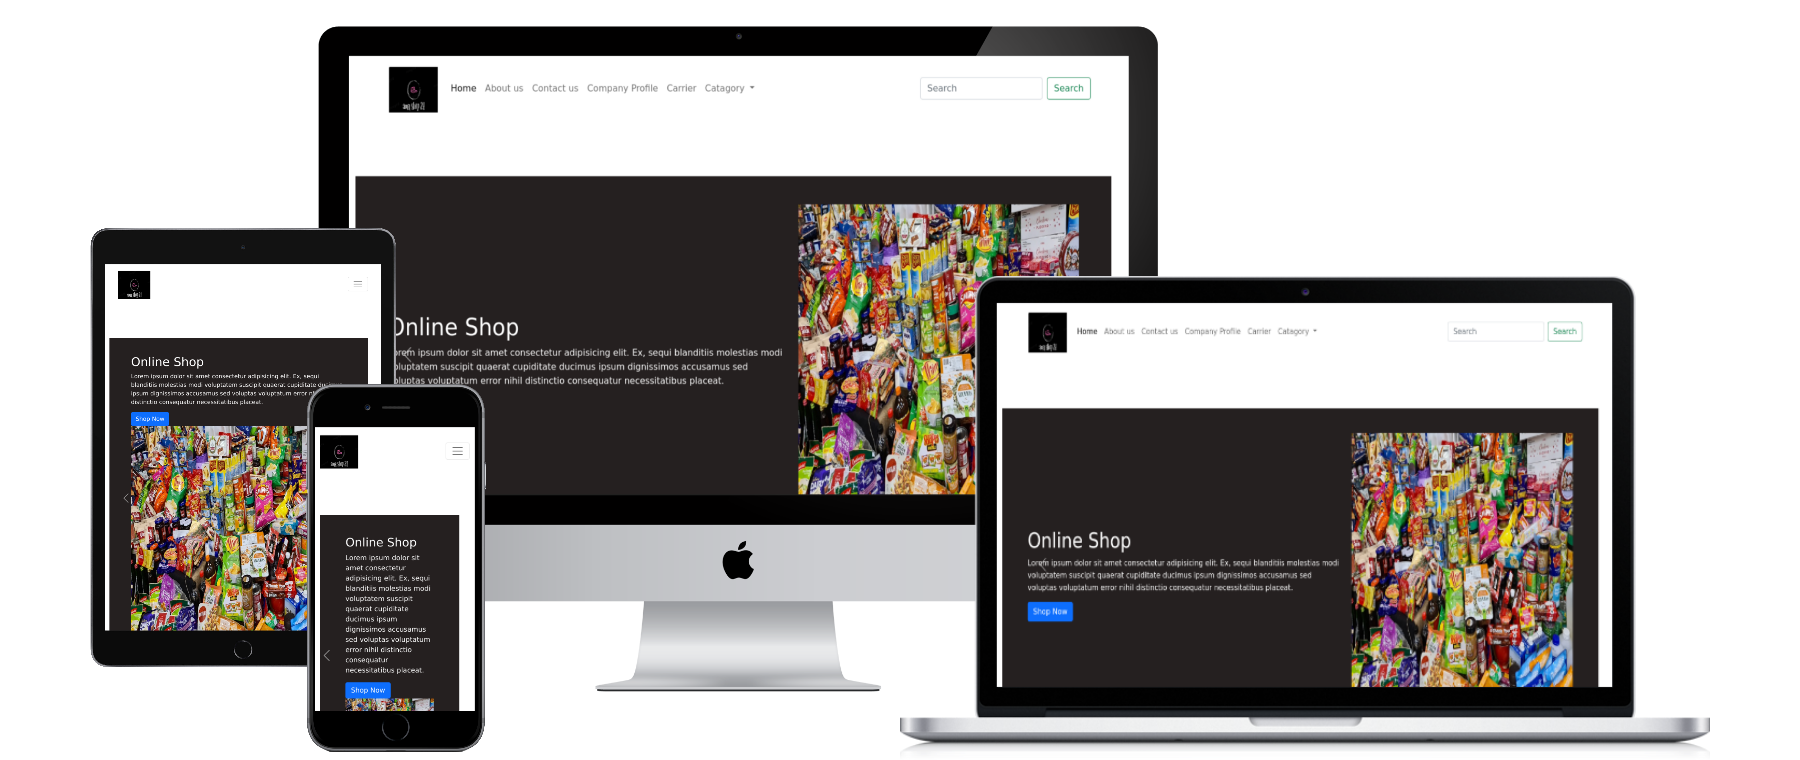 Home About us Contact us Company Profile Carrier Catagory
Search
Search
Online Shop
orem ipsum dolor sit amet consectetur adipisicing elit. Ex, sequi blanditiis molestias modi
oluptatem suscipit quaerat cupiditate ducimus ipsum dignissimos accusamus sed
oluptas voluptatum error nihil distinctio consequatur necessitatibus placeat.
Online Shop
Lorem ipsum dolor sit amet consectetur adipisicing elit. Ex, sequi
blanditiis molestias modi voluptatem suscipit quaerat cupiditate
ipsum dignissimos accusamus sed voluptas voluptatum error
distinctio consequatur necessitatibus placeat.
Shop Now
Online Shop
Lorem ipsum dolor sit
amet consectetur
adipisicing elit. Ex, sequi
blanditiis molestias modi
voluptatem suscipit
quaerat cupiditate
ducimus ipsum
dignissimos accusamus
sed voluptas voluptatum
error nihil distinctio
consequatur
necessitatibus placeat.
Shop Now
Home About us Contact us Company Profile Carrier Catagory
Search
Search
Online Shop
Lorem ipsum dolor sit amet consectetur adipisicing elit. Ex, sequi blanditiis molestias modi
voluptatem suscipit quaerat cupiditate ducimus ipsum dignissimos accusamus sed
voluptas voluptatum error nihil distinctio consequatur necessitatibus placeat.
Shop Now